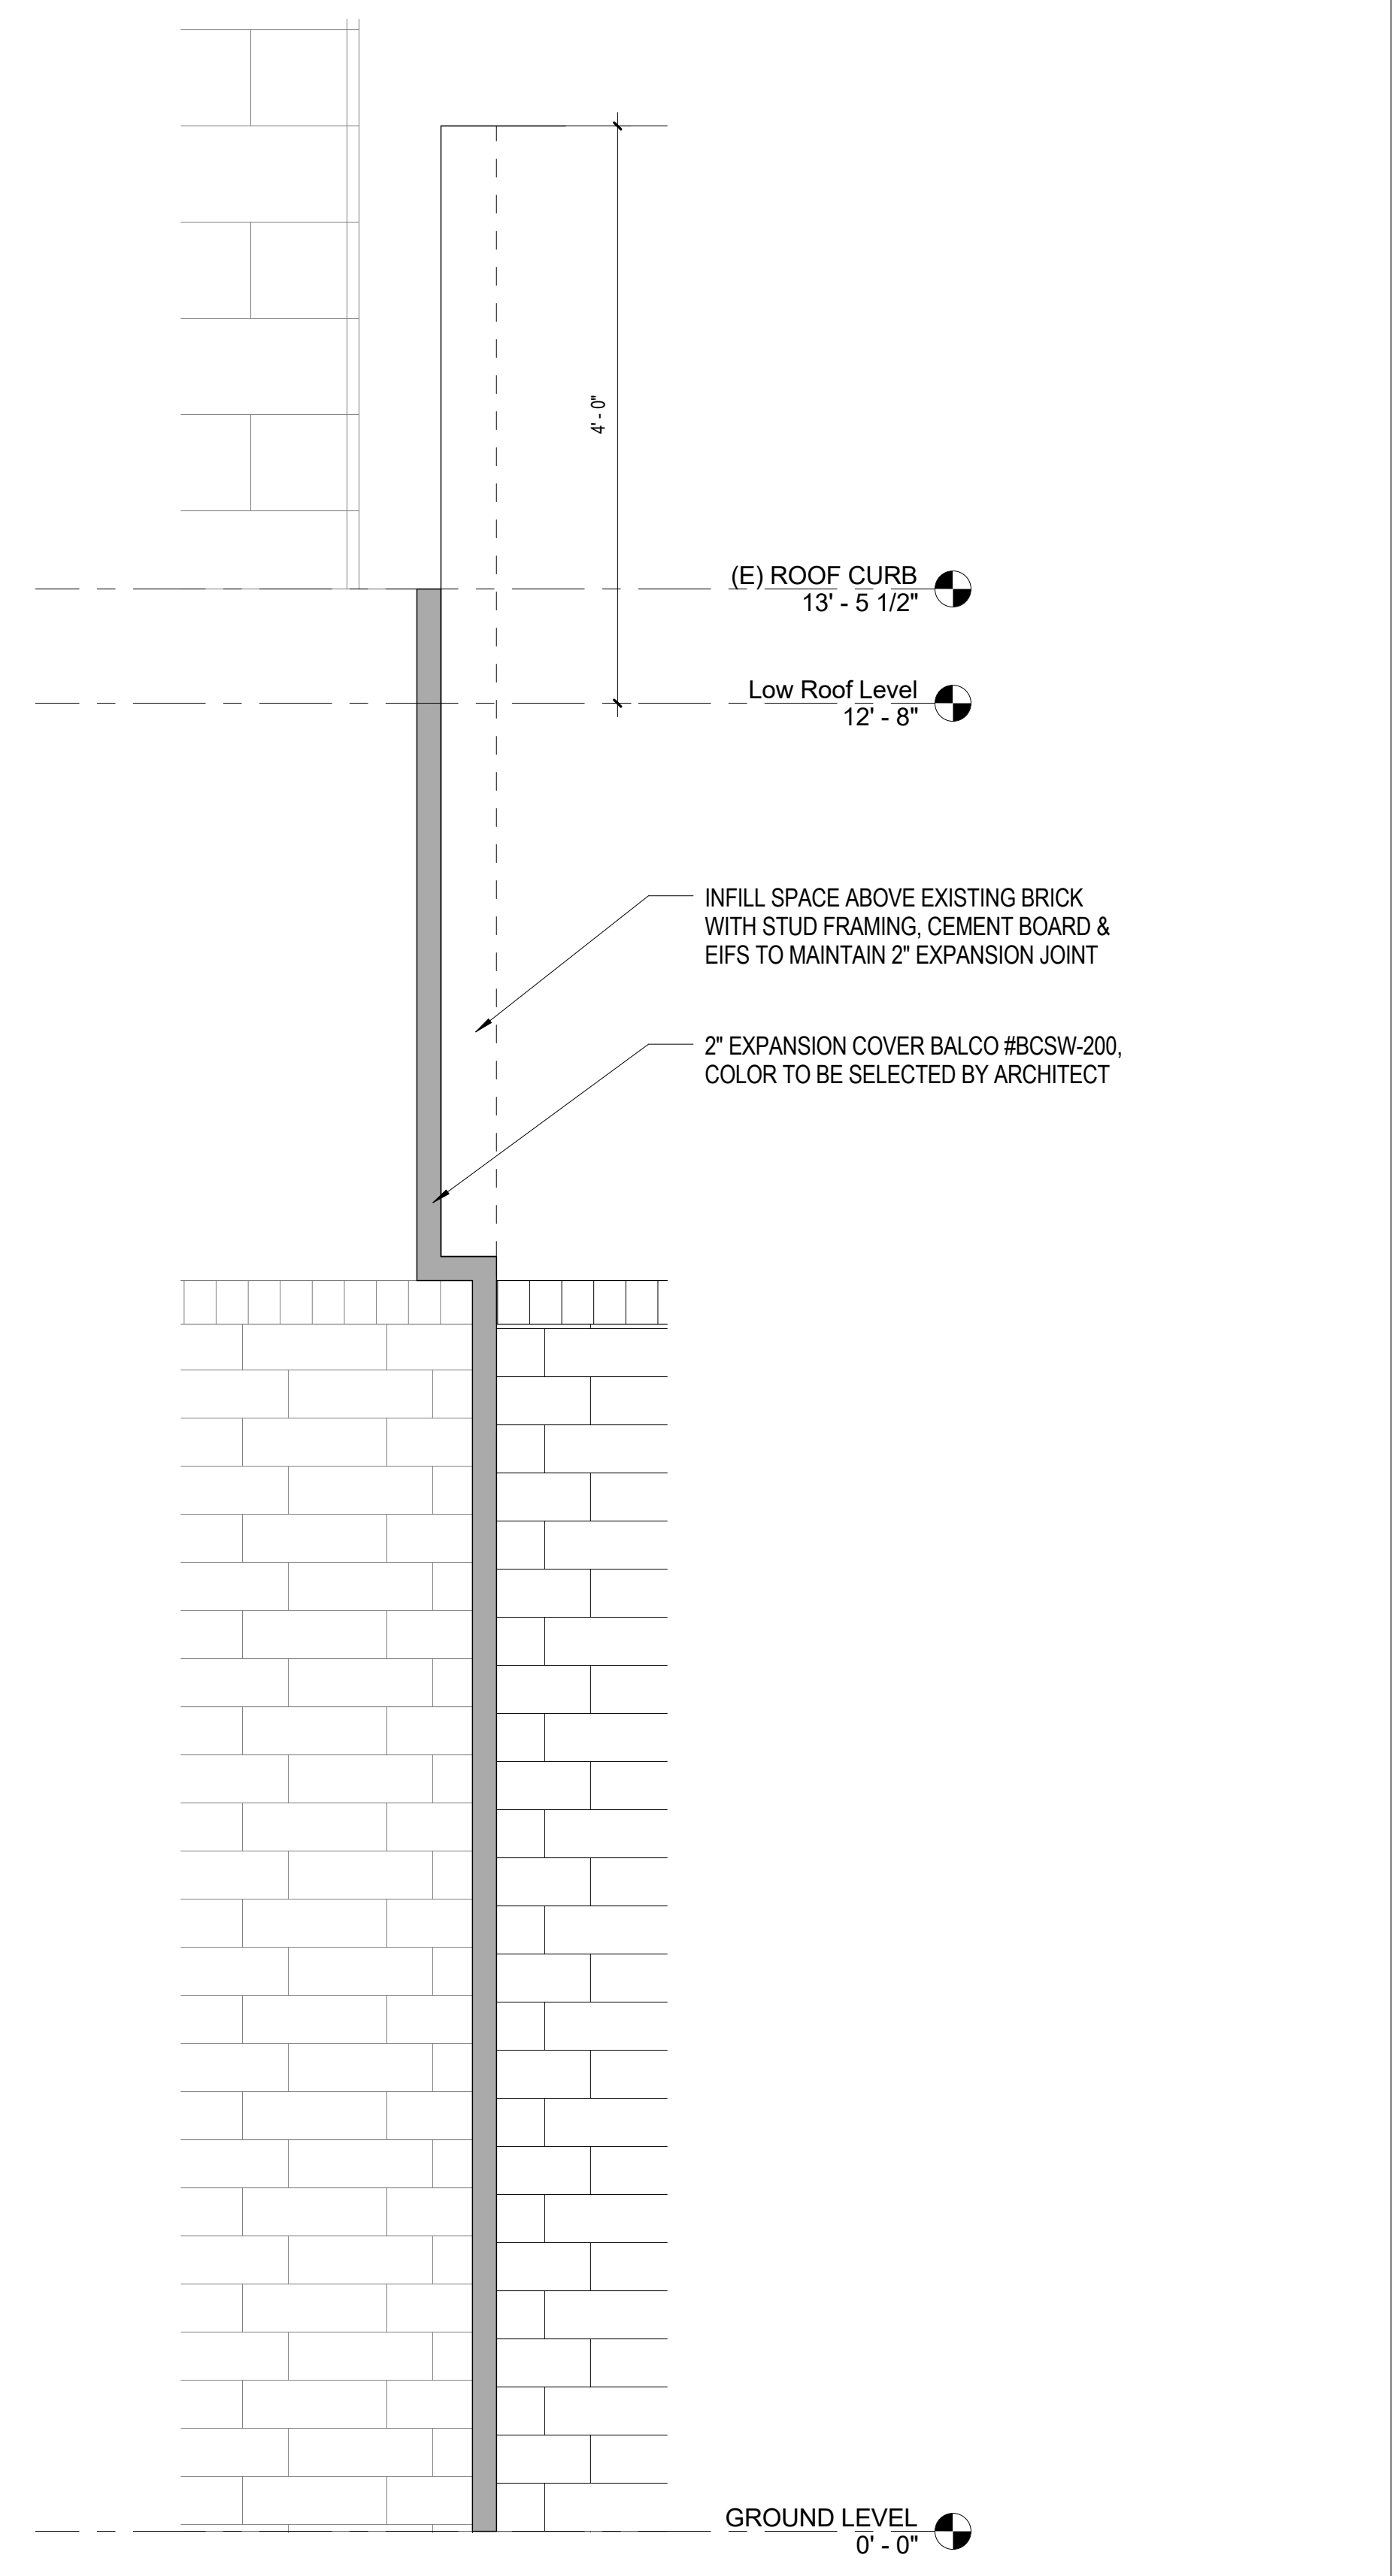 4' - 0"
(E) ROOF CURB
13' - 5 1/2"
Low Roof Level
12' - 8"
INFILL SPACE ABOVE EXISTING BRICK
WITH STUD FRAMING, CEMENT BOARD &
EIFS TO MAINTAIN 2" EXPANSION JOINT
2" EXPANSION COVER BALCO #BCSW-200,
COLOR TO BE SELECTED BY ARCHITECT
GROUND LEVEL
0' - 0"